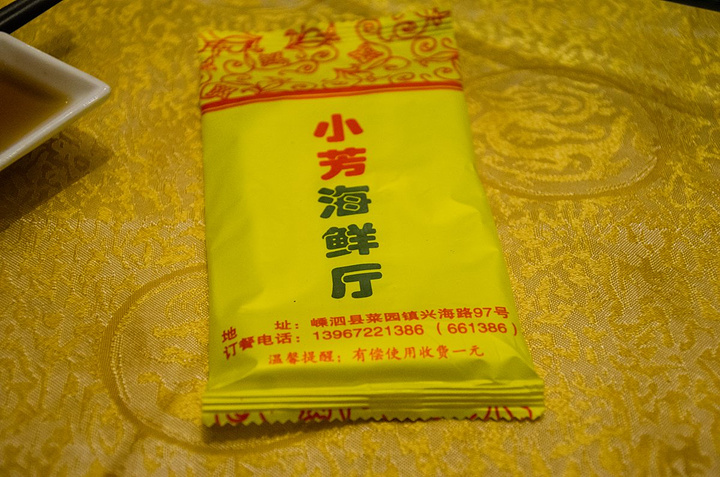 小芳海鲜厅
地 址：嵊泗县菜园镇兴海路97号
订餐电话：13967221386（661386）
温馨提醒：有偿使用收费一元